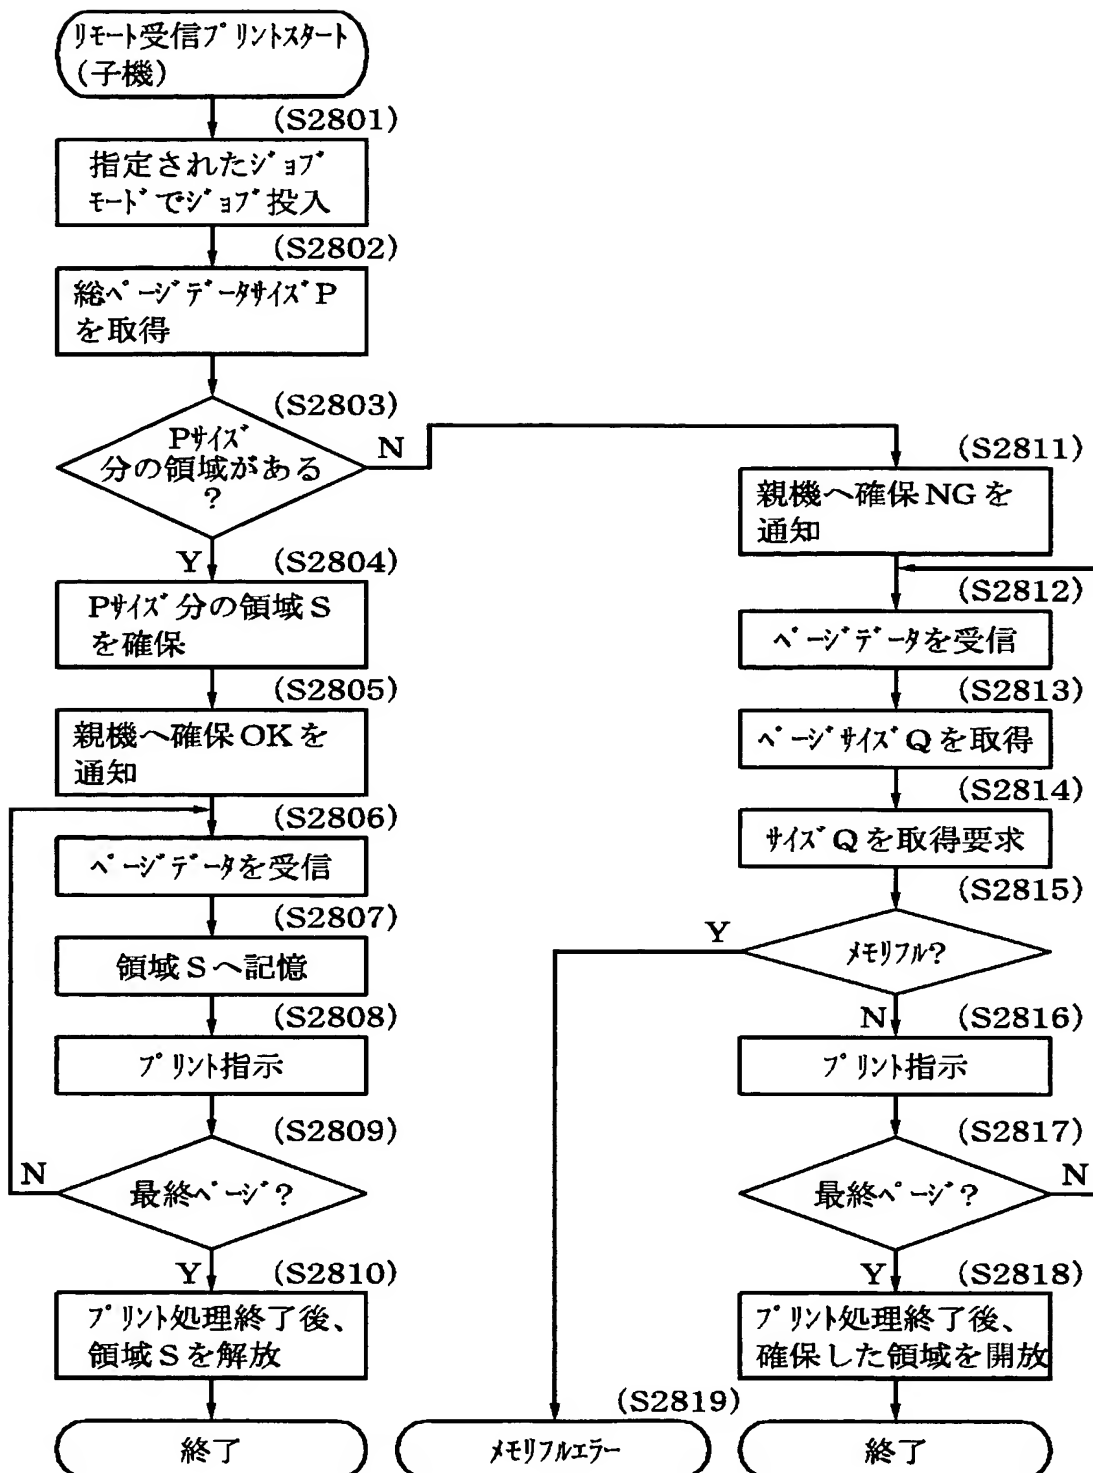 リモート受信プリントスタート
(子機)
(S2801)
指定されたジョブ
モードでジョブ投入
(S2802)
総ページデータサイズP
を取得
(S2803)
Pサイズ
分の領域がある
?
N
Y
(S2804)
Pサイズ分の領域S
を確保
(S2805)
親機へ確保OKを
通知
(S2806)
ページデータを受信
(S2807)
領域Sへ記憶
(S2808)
プリント指示
(S2809)
最終ページ?
N
Y
(S2810)
プリント処理終了後、
領域Sを解放
終了
(S2811)
親機へ確保NGを
通知
(S2812)
ページデータを受信
(S2813)
ページサイズQを取得
(S2814)
サイズQを取得要求
(S2815)
メモリフル?
Y
N
(S2816)
プリント指示
(S2817)
最終ページ?
N
Y
(S2818)
プリント処理終了後、
確保した領域を開放
終了
(S2819)
メモリフルエラー